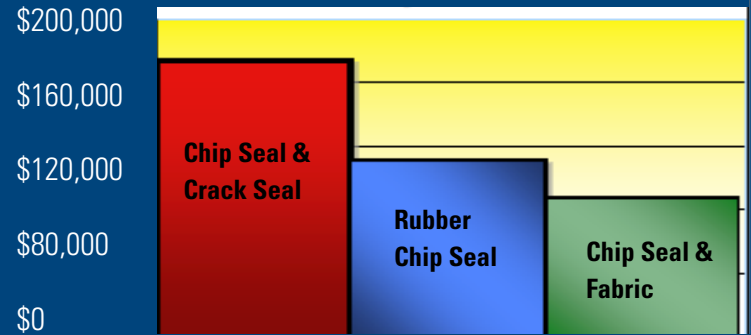 $200,000
$160,000
$120,000
$80,000
$0
Chip Seal &
Crack Seal
Rubber
Chip Seal
Chip Seal &
Fabric